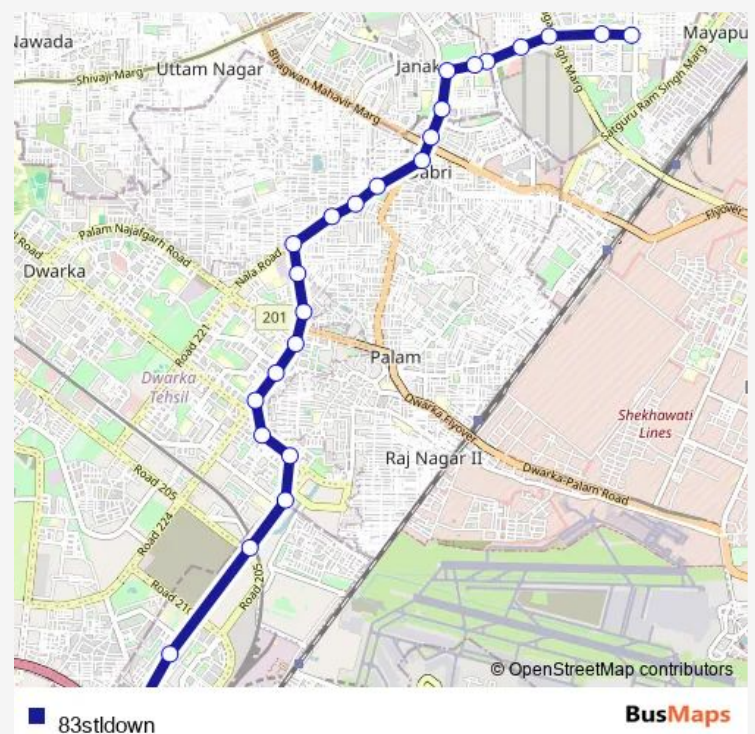 Nawada
Mayapu
Uttam Nagar
Janak
Shivaji-Marg
Bhagwan Mahavir Marg
Satguru Ram Singh Marg
Dabri
Flyover
Palam Najafgarh Road
Road
Dwarka
Nala Road
201
Road 221
Palam
Dwarka
Tehsil
Dwarka Flyover
Shekhawati
Lines
Raj Nagar II
Dwarka-Palam Road
Road 205
Road 224
Road 205
Road 210
© OpenStreetMap contributors
83stldown
BusMaps